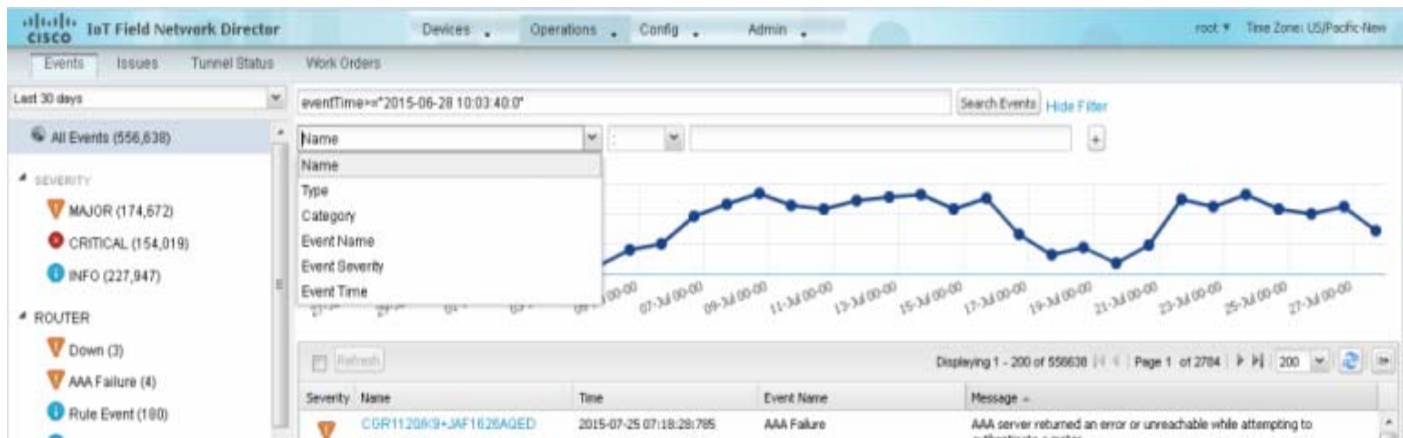 CISCO IoT Field Network Director
Devices
Operations
Config
Admin
root
Time Zone: US/Pacific-New
Events
Issues
Tunnel Status
Work Orders
Last 30 days
eventTime>="2015-06-28 10:03:40:0"
Search Events
Hide Filter
All Events (556,638)
Name
:
+
Name
Type
Category
Event Name
Event Severity
Event Time
SEVERITY
MAJOR (174,672)
CRITICAL (154,019)
INFO (227,947)
07-Jul 00-00
09-Jul 00-00
11-Jul 00-00
13-Jul 00-00
15-Jul 00-00
17-Jul 00-00
19-Jul 00-00
21-Jul 00-00
23-Jul 00-00
25-Jul 00-00
27-Jul 00-00
ROUTER
Down (3)
AAA Failure (4)
Rule Event (180)
Refresh
Displaying 1 - 200 of 556638
Page 1 of 2784
200
Severity
Name
Time
Event Name
Message
CGR1120/K9+JAF1626AQED
2015-07-25 07:18:28:785
AAA Failure
AAA server returned an error or unreachable while attempting to